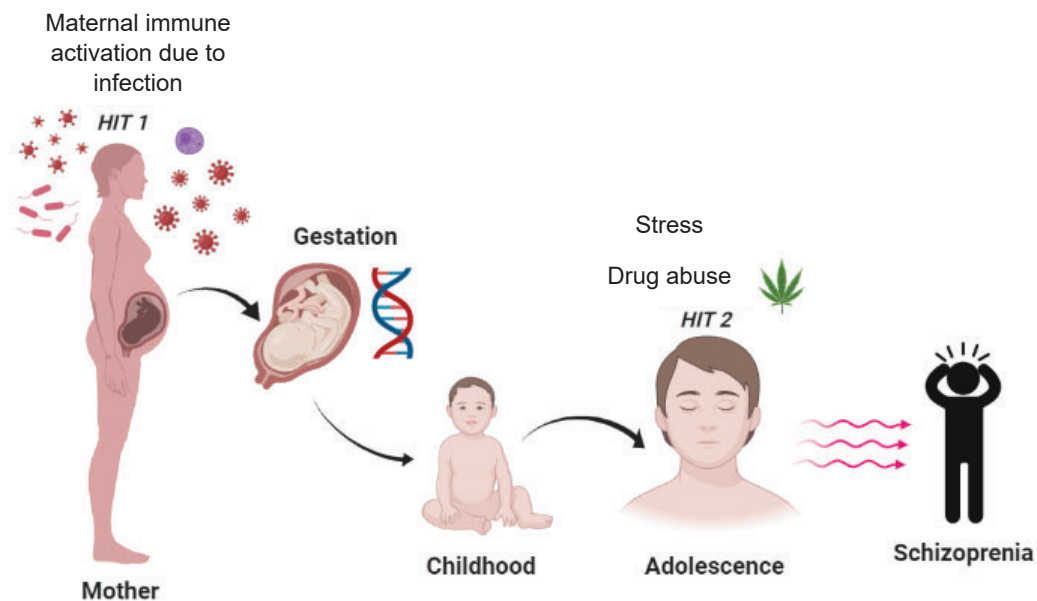 Maternal immune
activation due to
infection
HIT 1
Gestation
Stress
Drug abuse
HIT 2
Childhood
Adolescence
Schizoprenia
Mother